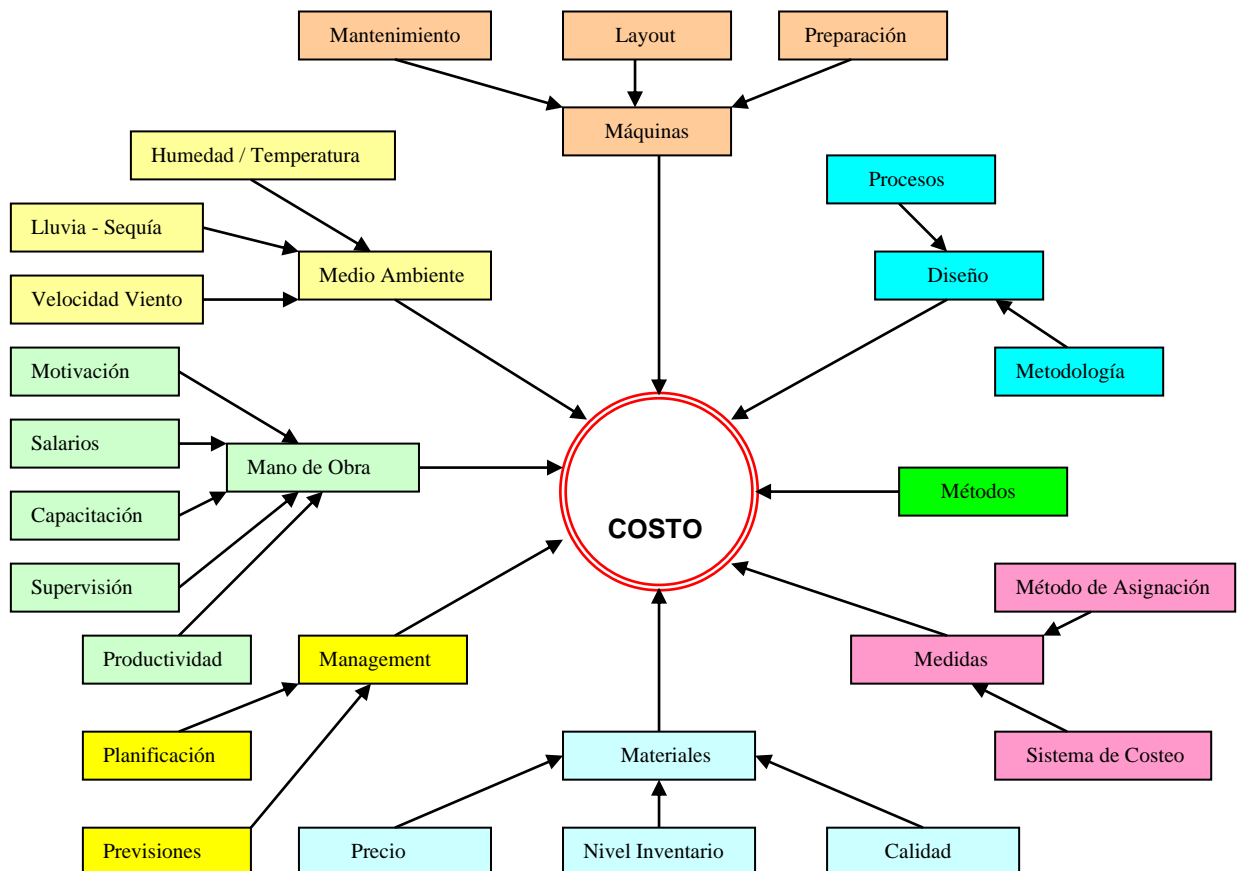 Mantenimiento
Layout
Preparación
Máquinas
Humedad / Temperatura
Procesos
Lluvia - Sequía
Medio Ambiente
Diseño
Velocidad Viento
Motivación
Metodología
Salarios
Mano de Obra
Métodos
Capacitación
COSTO
Supervisión
Método de Asignación
Productividad
Management
Medidas
Planificación
Materiales
Sistema de Costeo
Previsiones
Precio
Nivel Inventario
Calidad